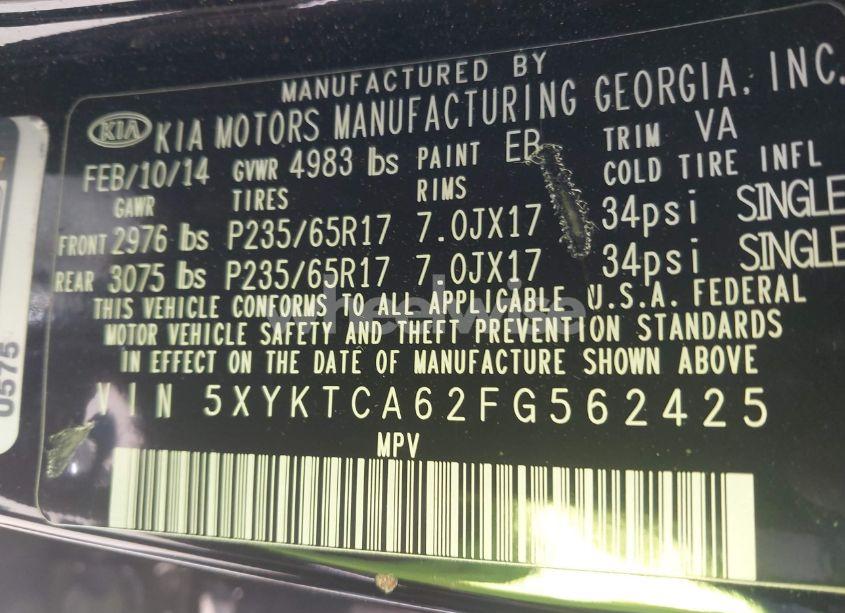 MANUFACTURED BY
KIA KIA MOTORS MANUFACTURING GEORGIA, INC.
FEB/10/14 GVWR 4983 lbs PAINT EB TRIM VA
GAWR TIRES RIMS COLD TIRE INFL
FRONT 2976 lbs P235/65R17 7.0JX17 34psi SINGLE
REAR 3075 lbs P235/65R17 7.0JX17 34psi SINGLE
THIS VEHICLE CONFORMS TO ALL APPLICABLE U.S.A. FEDERAL
MOTOR VEHICLE SAFETY AND THEFT PREVENTION STANDARDS
IN EFFECT ON THE DATE OF MANUFACTURE SHOWN ABOVE
VIN 5XYKTCA62FG562425
MPV
0575
wheelwise